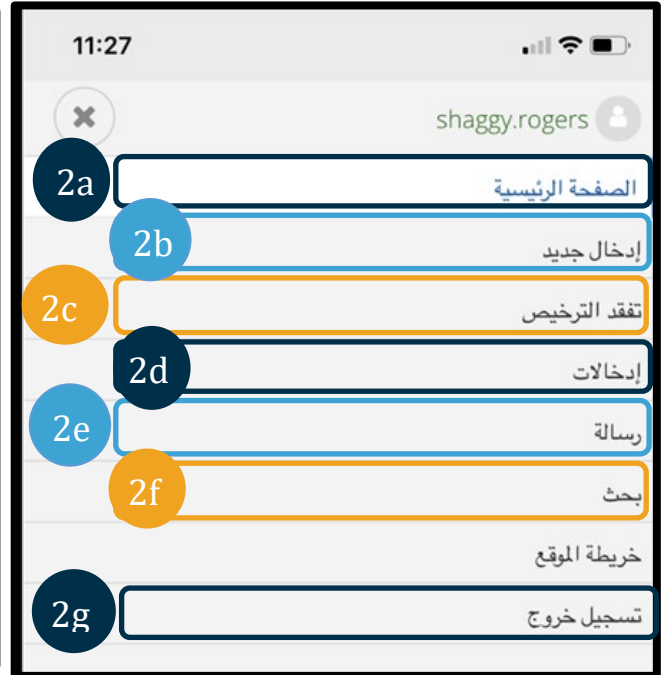 11:27
shaggy.rogers
2a الصفحة الرئيسية
2b إدخال جديد
2c تفقد الترخيص
2d إدخالات
2e رسالة
2f بحث
خريطة الموقع
2g تسجيل خروج